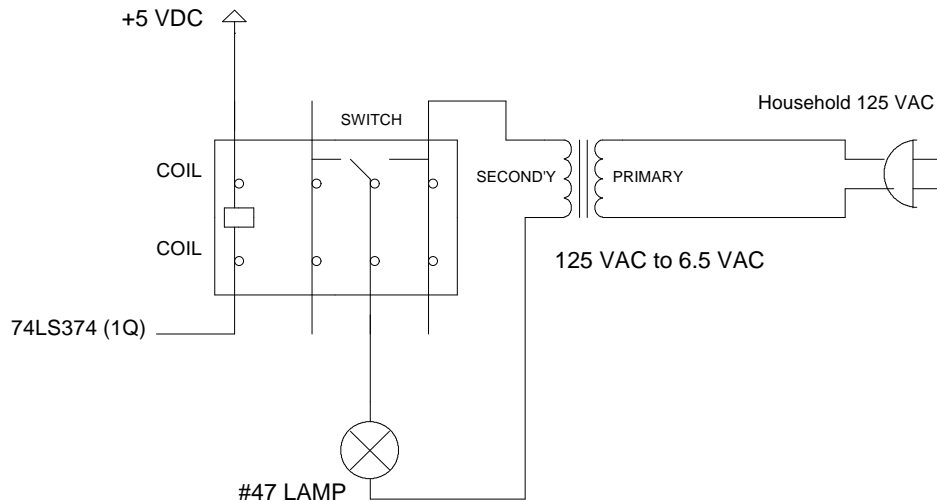 +5 VDC
Household 125 VAC
SWITCH
COIL
SECOND'Y
PRIMARY
COIL
125 VAC to 6.5 VAC
74LS374 (1Q)
#47 LAMP